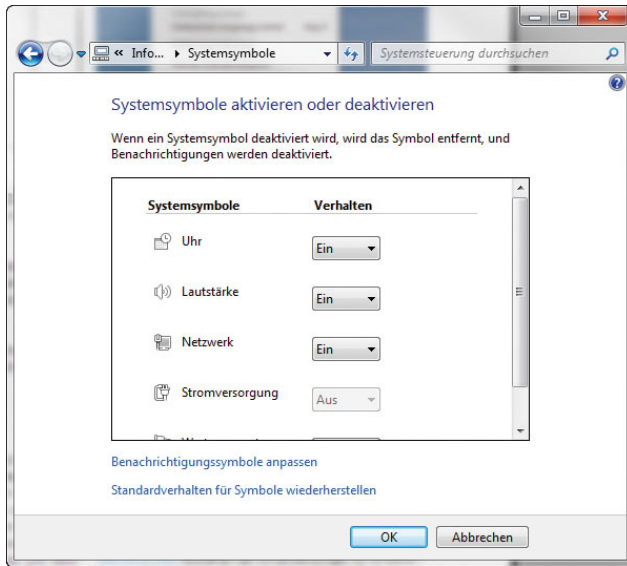 « Info... ▸ Systemsymbole
Systemsteuerung durchsuchen
Systemsymbole aktivieren oder deaktivieren
Wenn ein Systemsymbol deaktiviert wird, wird das Symbol entfernt, und
Benachrichtigungen werden deaktiviert.
Systemsymbole Verhalten
Uhr Ein
Lautstärke Ein
Netzwerk Ein
Stromversorgung Aus
Benachrichtigungssymbole anpassen
Standardverhalten für Symbole wiederherstellen
OK Abbrechen